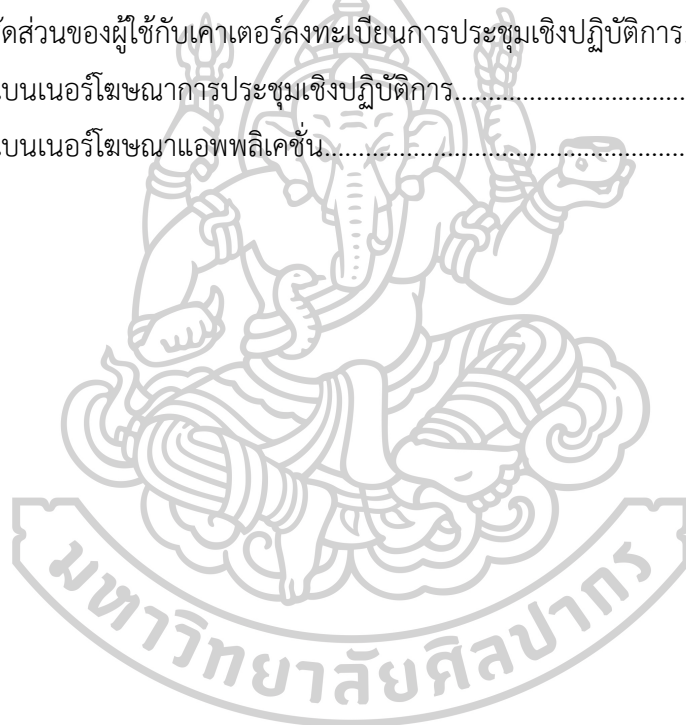 ัดส่วนของผู้ใช้กับเคาเตอร์ลงทะเบียนการประชุมเชิงปฏิบัติการ
แบนเนอร์โฆษณาการประชุมเชิงปฏิบัติการ.................................
แบนเนอร์โฆษณาแอพพลิเคชั่น....................................................
มหาวิทยาลัยศิลปากร